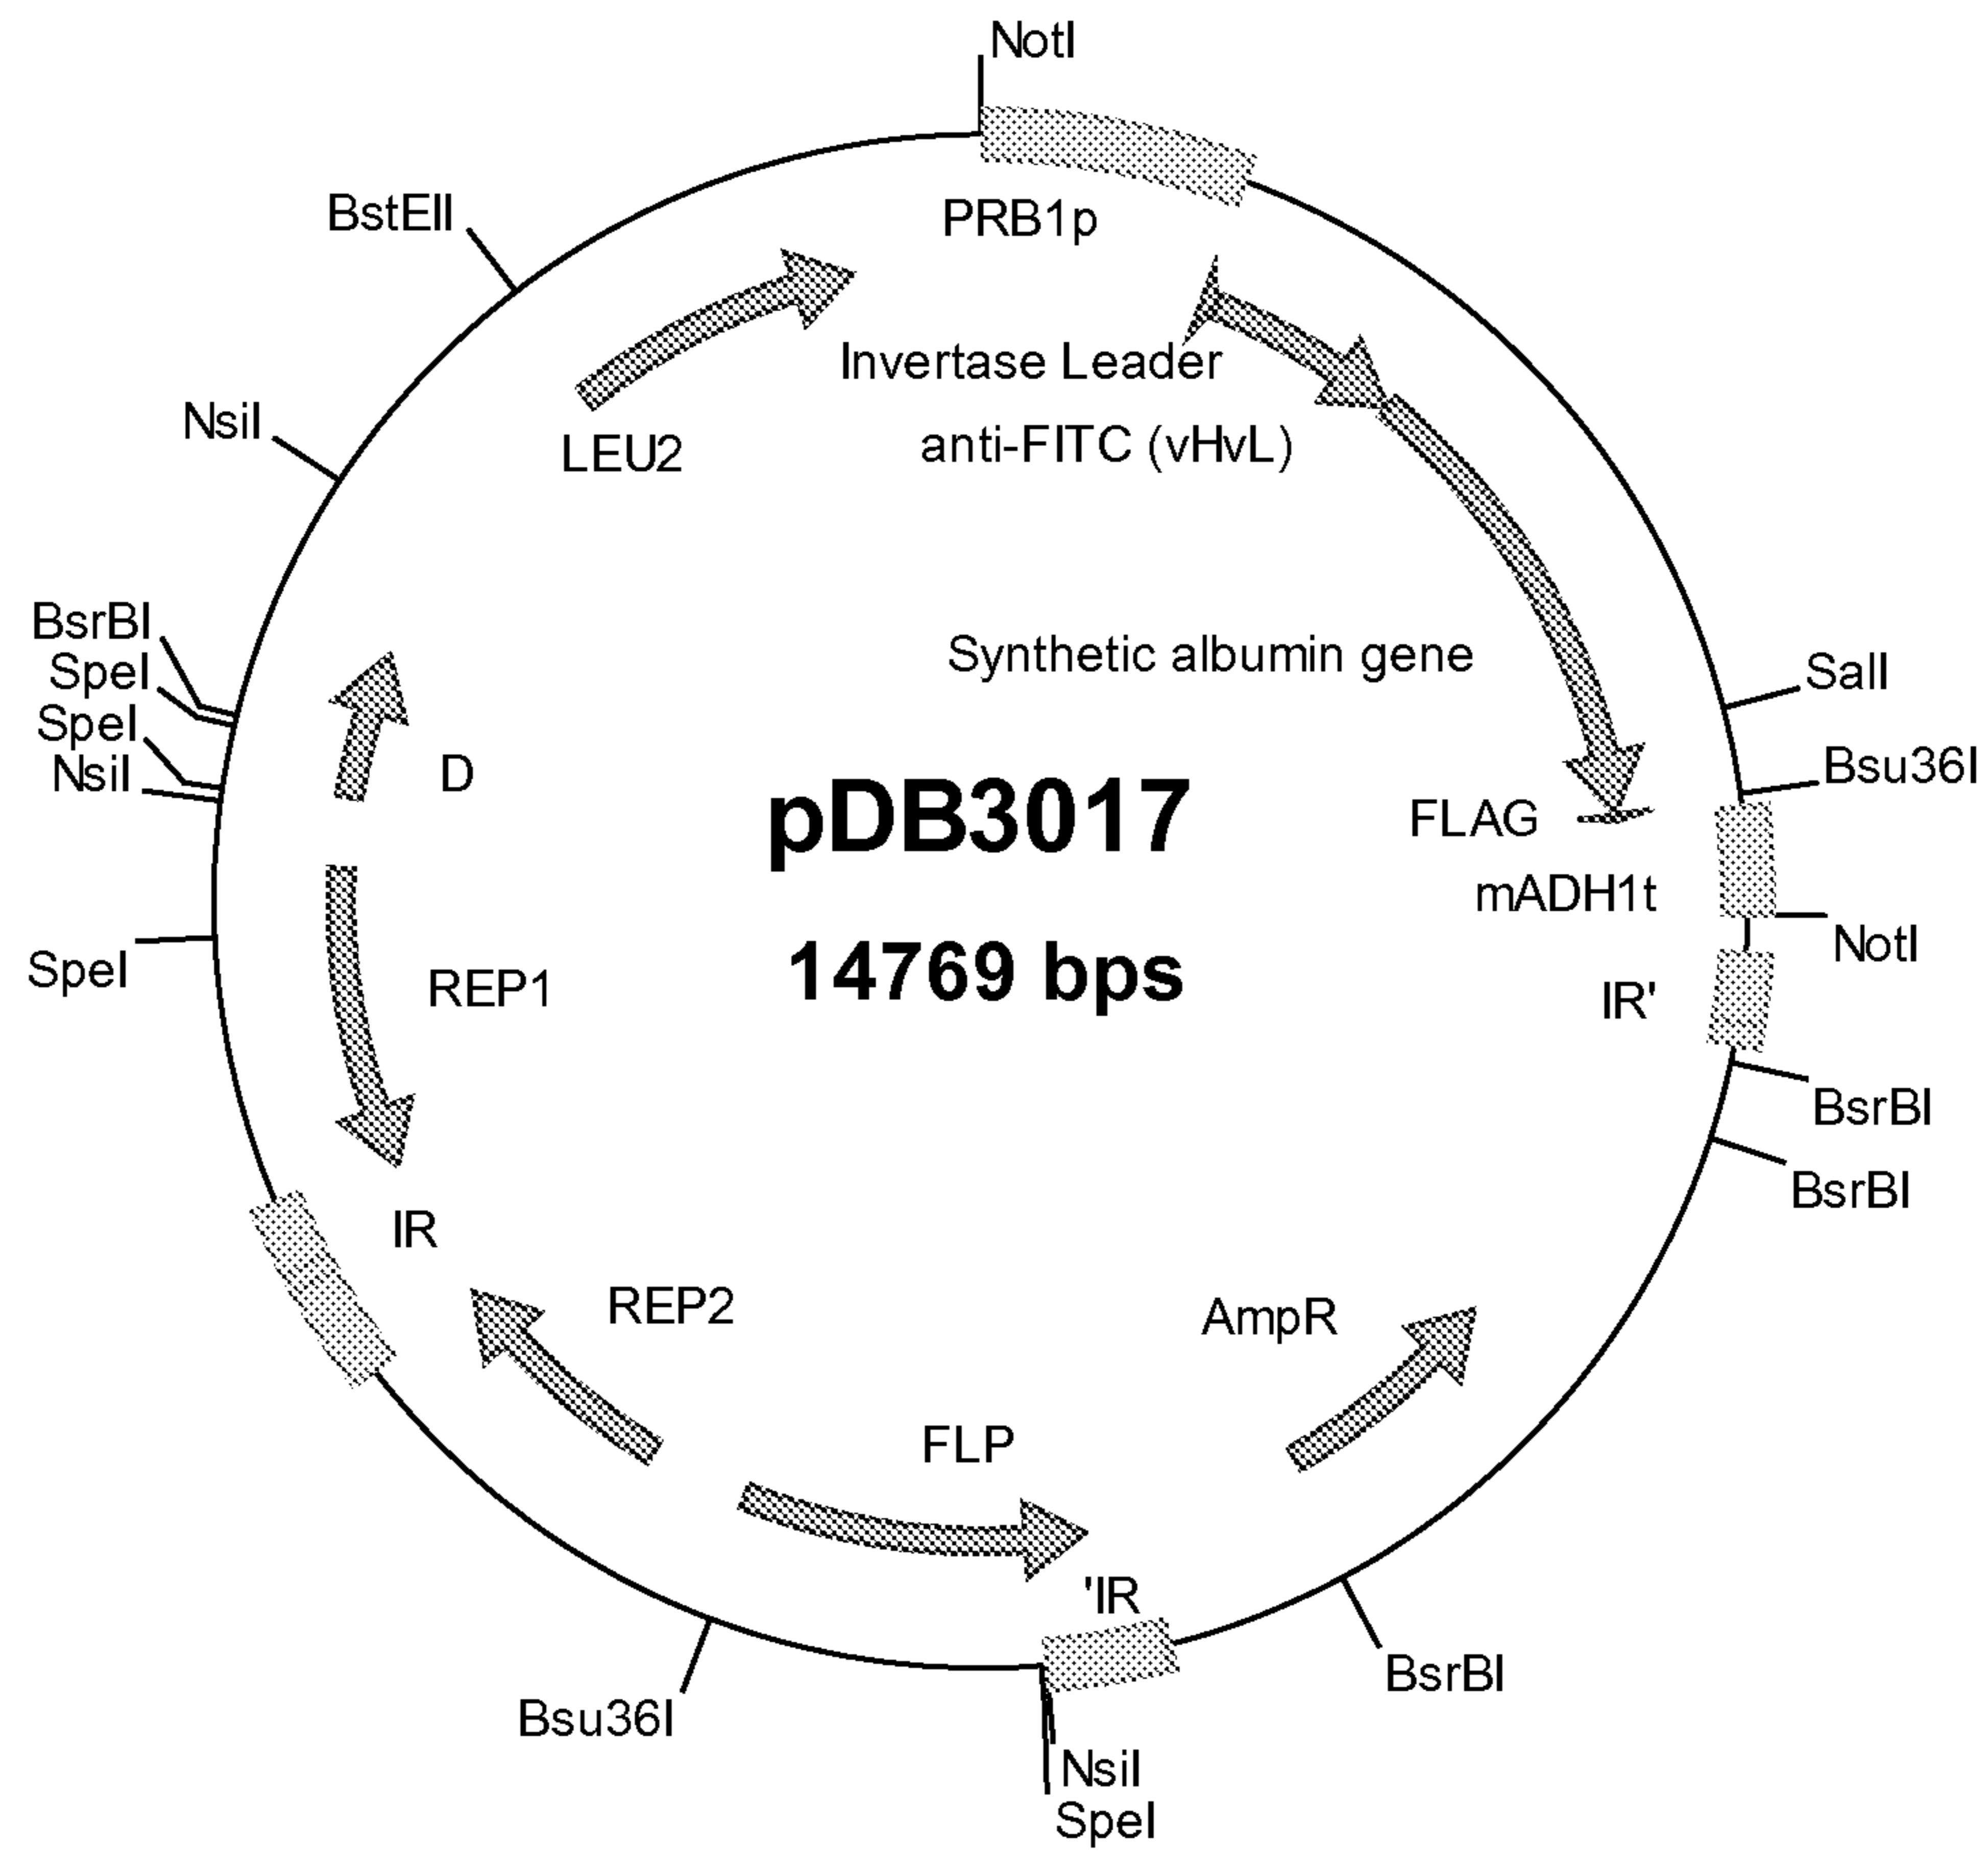 NotI
BstEII
PRB1p
Invertase Leader
NsiI
LEU2
anti-FITC (vHvL)
BsrBI
SpeI
Synthetic albumin gene
SalI
SpeI
NsiI
D
pDB3017
Bsu36I
FLAG
mADH1t
SpeI
REP1
14769 bps
NotI
IR'
BsrBI
BsrBI
IR
REP2
AmpR
FLP
'IR
BsrBI
Bsu36I
NsiI
SpeI